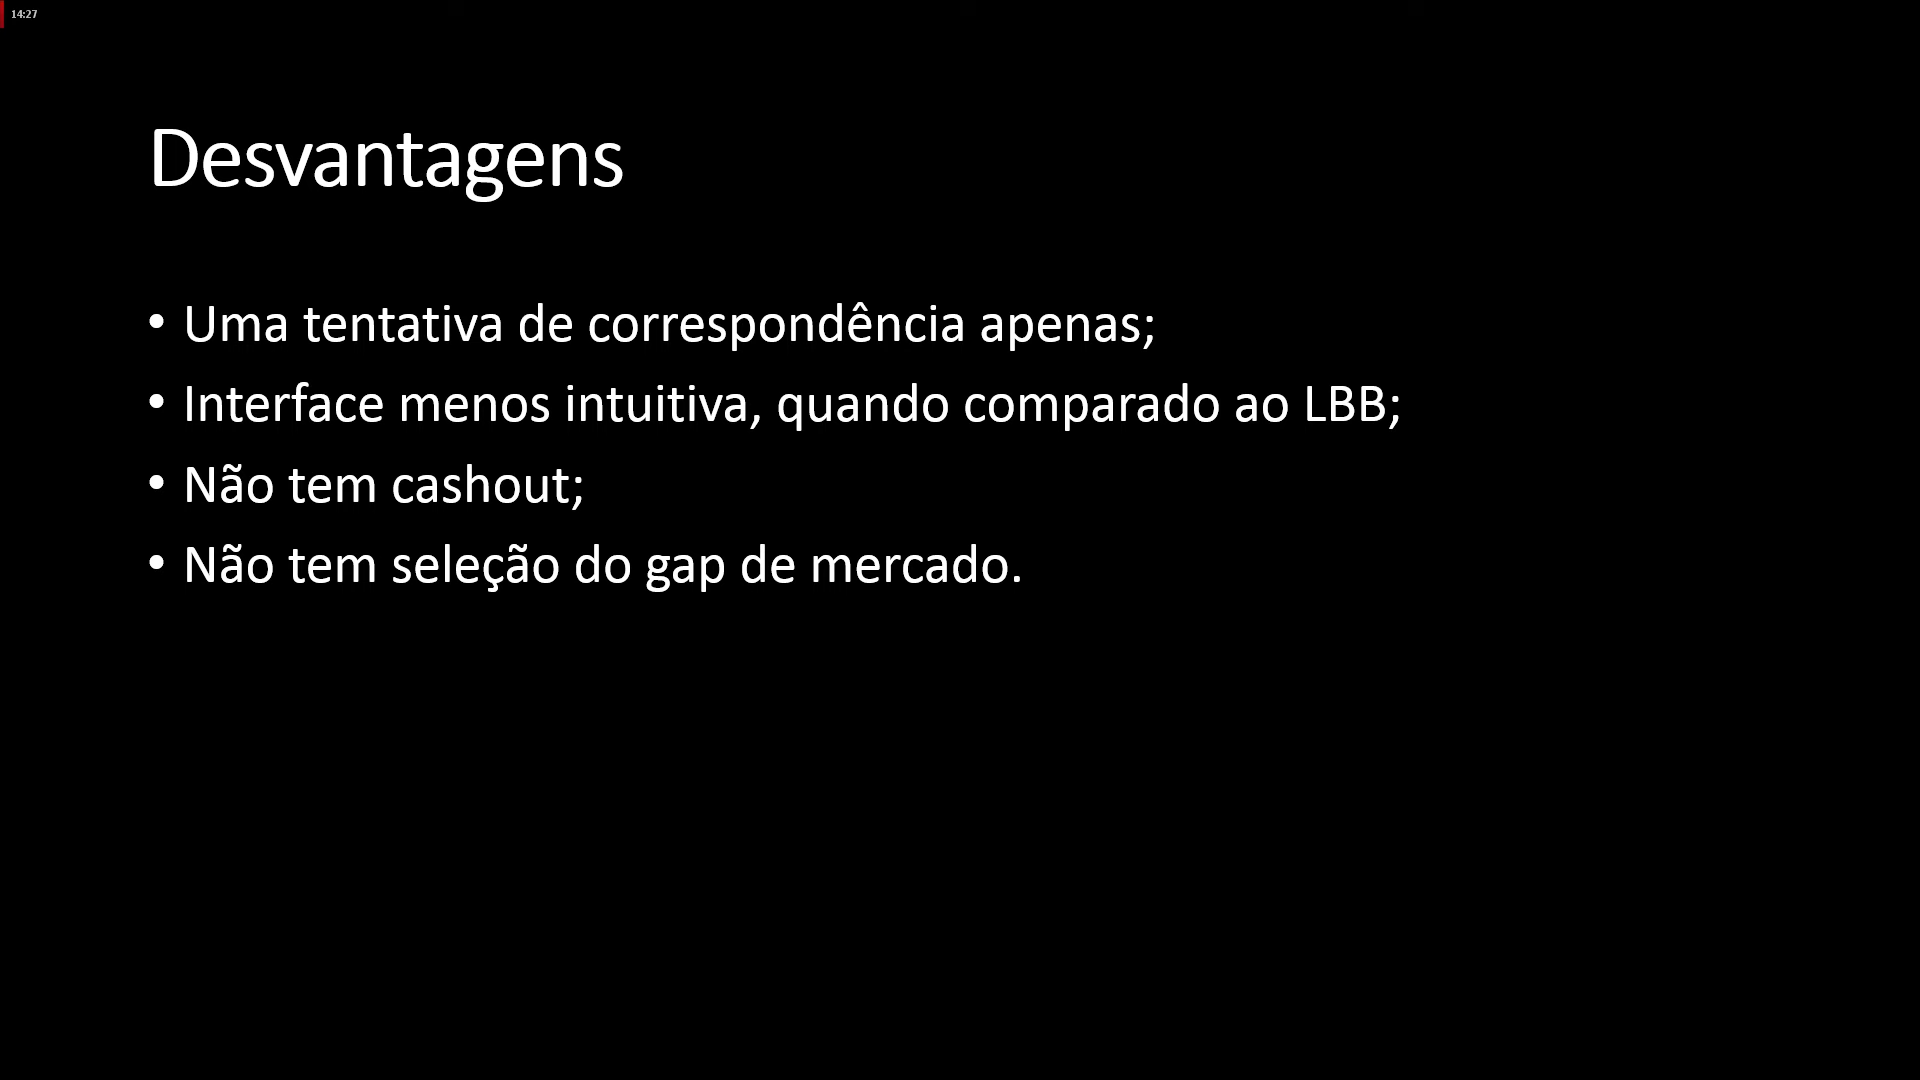 14:27
Desvantagens
• Uma tentativa de correspondência apenas;
• Interface menos intuitiva, quando comparado ao LBB;
• Não tem cashout;
• Não tem seleção do gap de mercado.